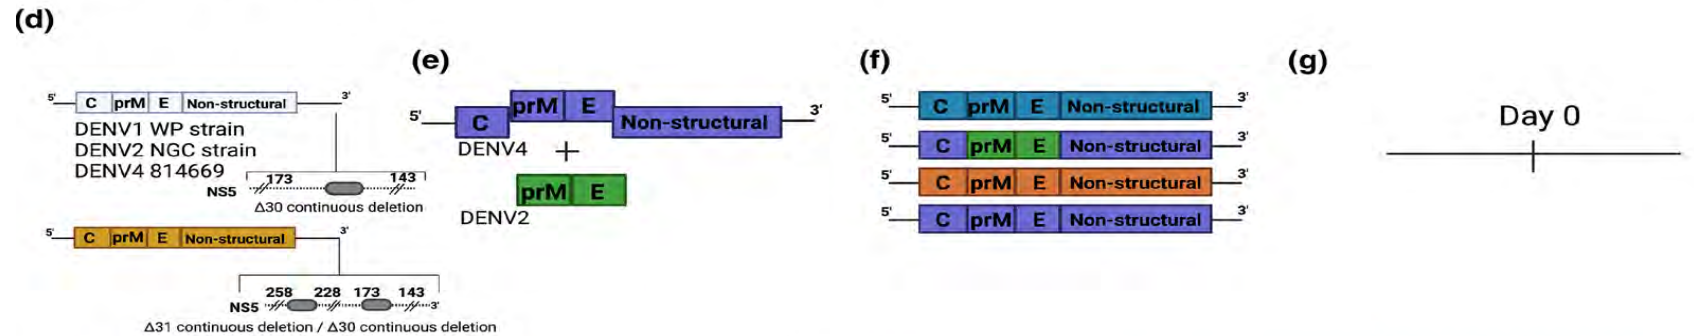 (d)
5' C prM E Non-structural 3'
DENV1 WP strain
DENV2 NGC strain
DENV4 814669
173 143
NS5
Δ30 continuous deletion
5' C prM E Non-structural 3'
258 228 173 143
NS5 3'
Δ31 continuous deletion / Δ30 continuous deletion
(e)
5' C prM E Non-structural 3'
DENV4 +
prM E
DENV2
(f)
5' C prM E Non-structural 3'
5' C prM E Non-structural 3'
5' C prM E Non-structural 3'
5' C prM E Non-structural 3'
(g)
Day 0